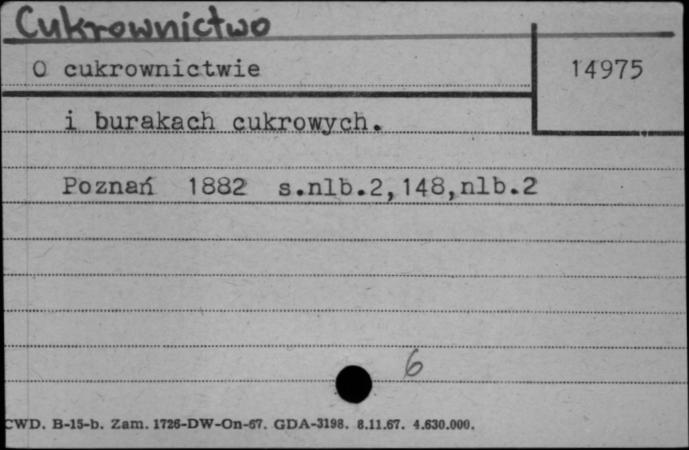 Cukrownictwo
O cukrownictwie
14975
i burakach cukrowych.
Poznań 1882 s.nlb.2,148,nlb.2
6
CWD. B-15-b. Zam. 1726-DW-On-67. GDA-3198. 8.11.67. 4.630.000.